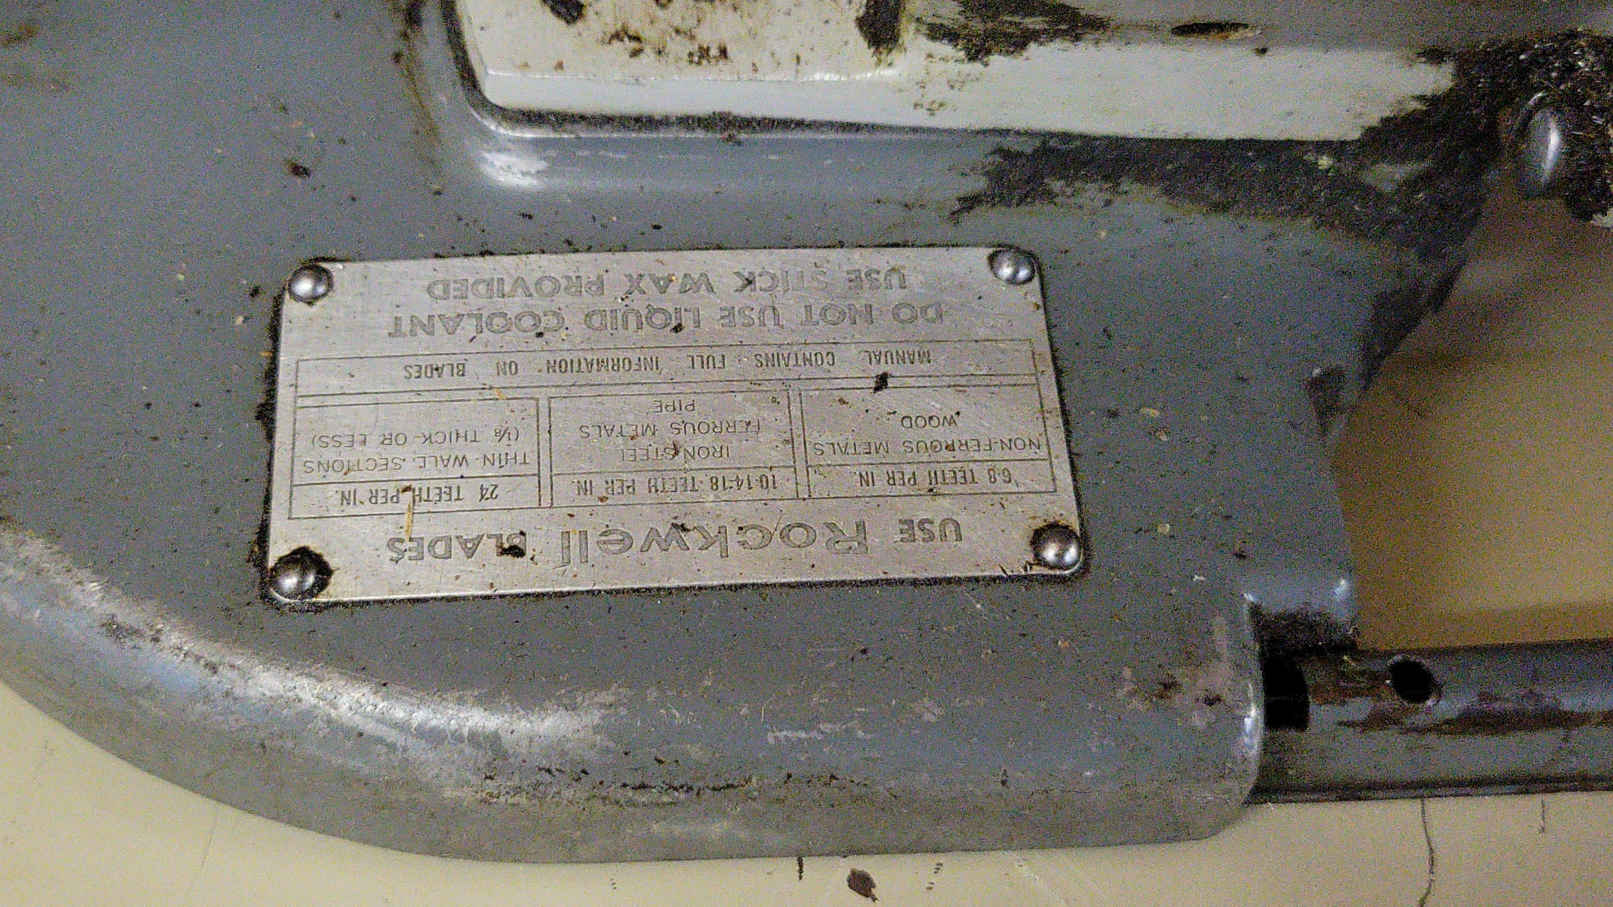 USE Rockwell BLADES
6-8 TEETH PER IN.
NON-FERROUS METALS
WOOD
10-14-18 TEETH PER IN.
IRON-STEEL
FERROUS METALS
PIPE
24 TEETH PER IN.
THIN-WALL SECTIONS
(⅛ THICK OR LESS)
MANUAL CONTAINS FULL INFORMATION ON BLADES
DO NOT USE LIQUID COOLANT
USE STICK WAX PROVIDED